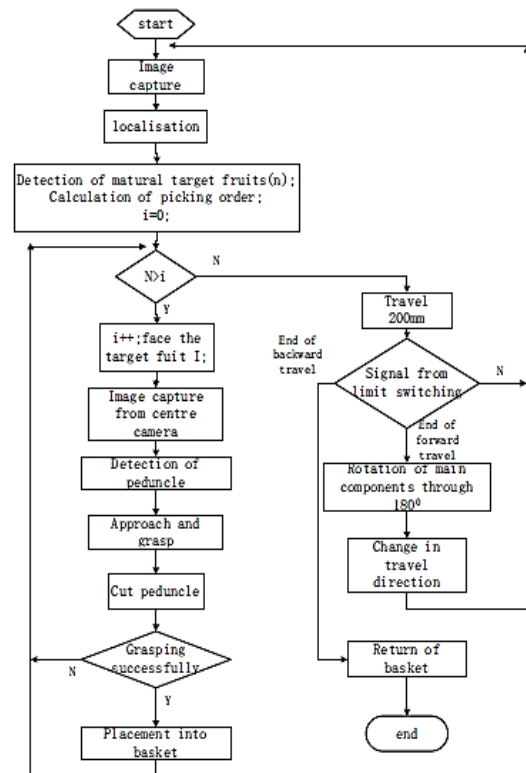 start
Image
capture
localisation
Detection of matural target fruits(n);
Calculation of picking order;
i=0;
N>i
N
Y
Travel
200mm
i++;face the
target fuit I;
End of
backward
travel
Signal from
limit switching
N
Image capture
from centre
camera
End of
forward
travel
Detection of
peduncle
Rotation of main
components through
180⁰
Approach and
grasp
Change in
travel
direction
Cut peduncle
Grasping
successfully
N
Y
Return of
basket
Placement into
basket
end